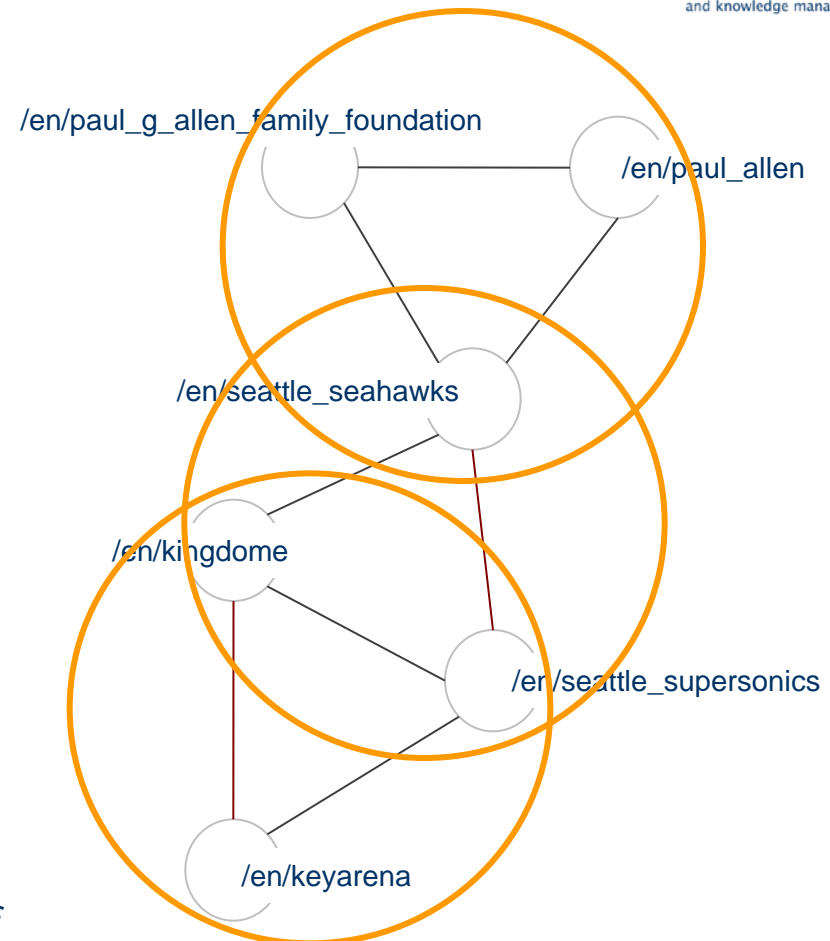 and knowledge mana
/en/paul_g_allen_family_foundation
/en/paul_allen
/en/seattle_seahawks
/en/kingdome
/en/seattle_supersonics
/en/keyarena